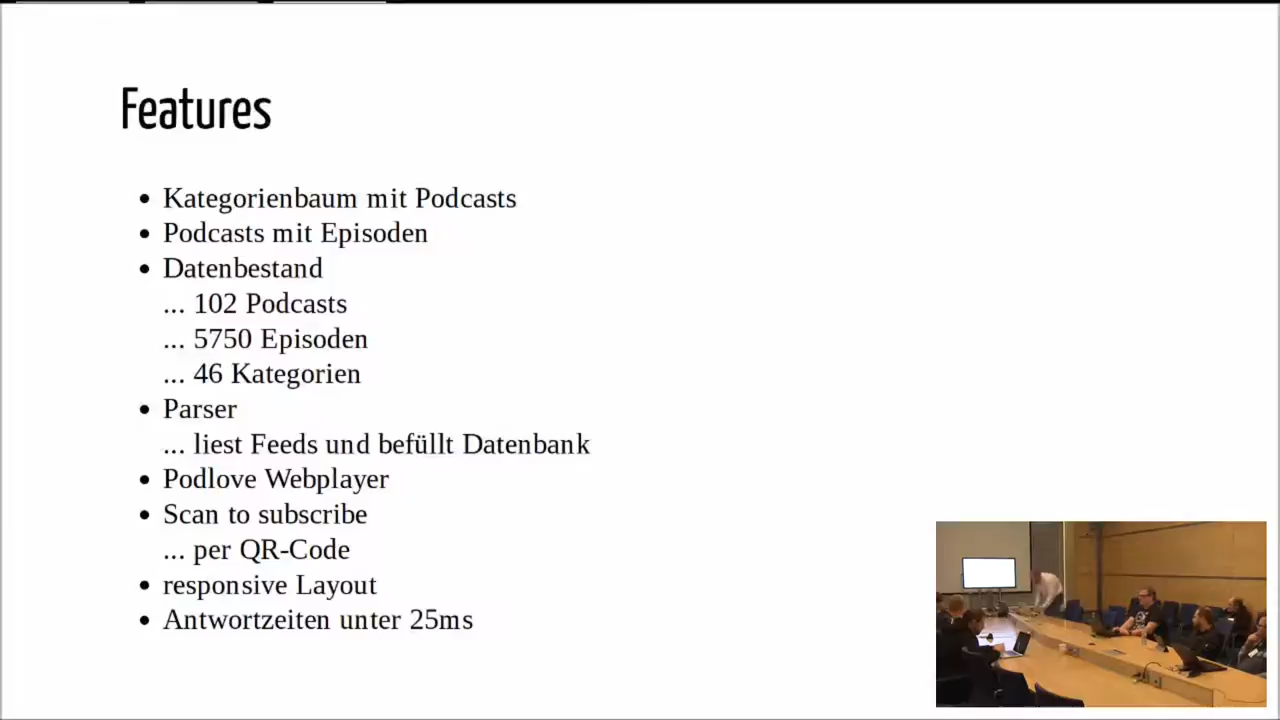 Features
• Kategorienbaum mit Podcasts
• Podcasts mit Episoden
• Datenbestand
... 102 Podcasts
... 5750 Episoden
... 46 Kategorien
• Parser
... liest Feeds und befüllt Datenbank
• Podlove Webplayer
• Scan to subscribe
... per QR-Code
• responsive Layout
• Antwortzeiten unter 25ms